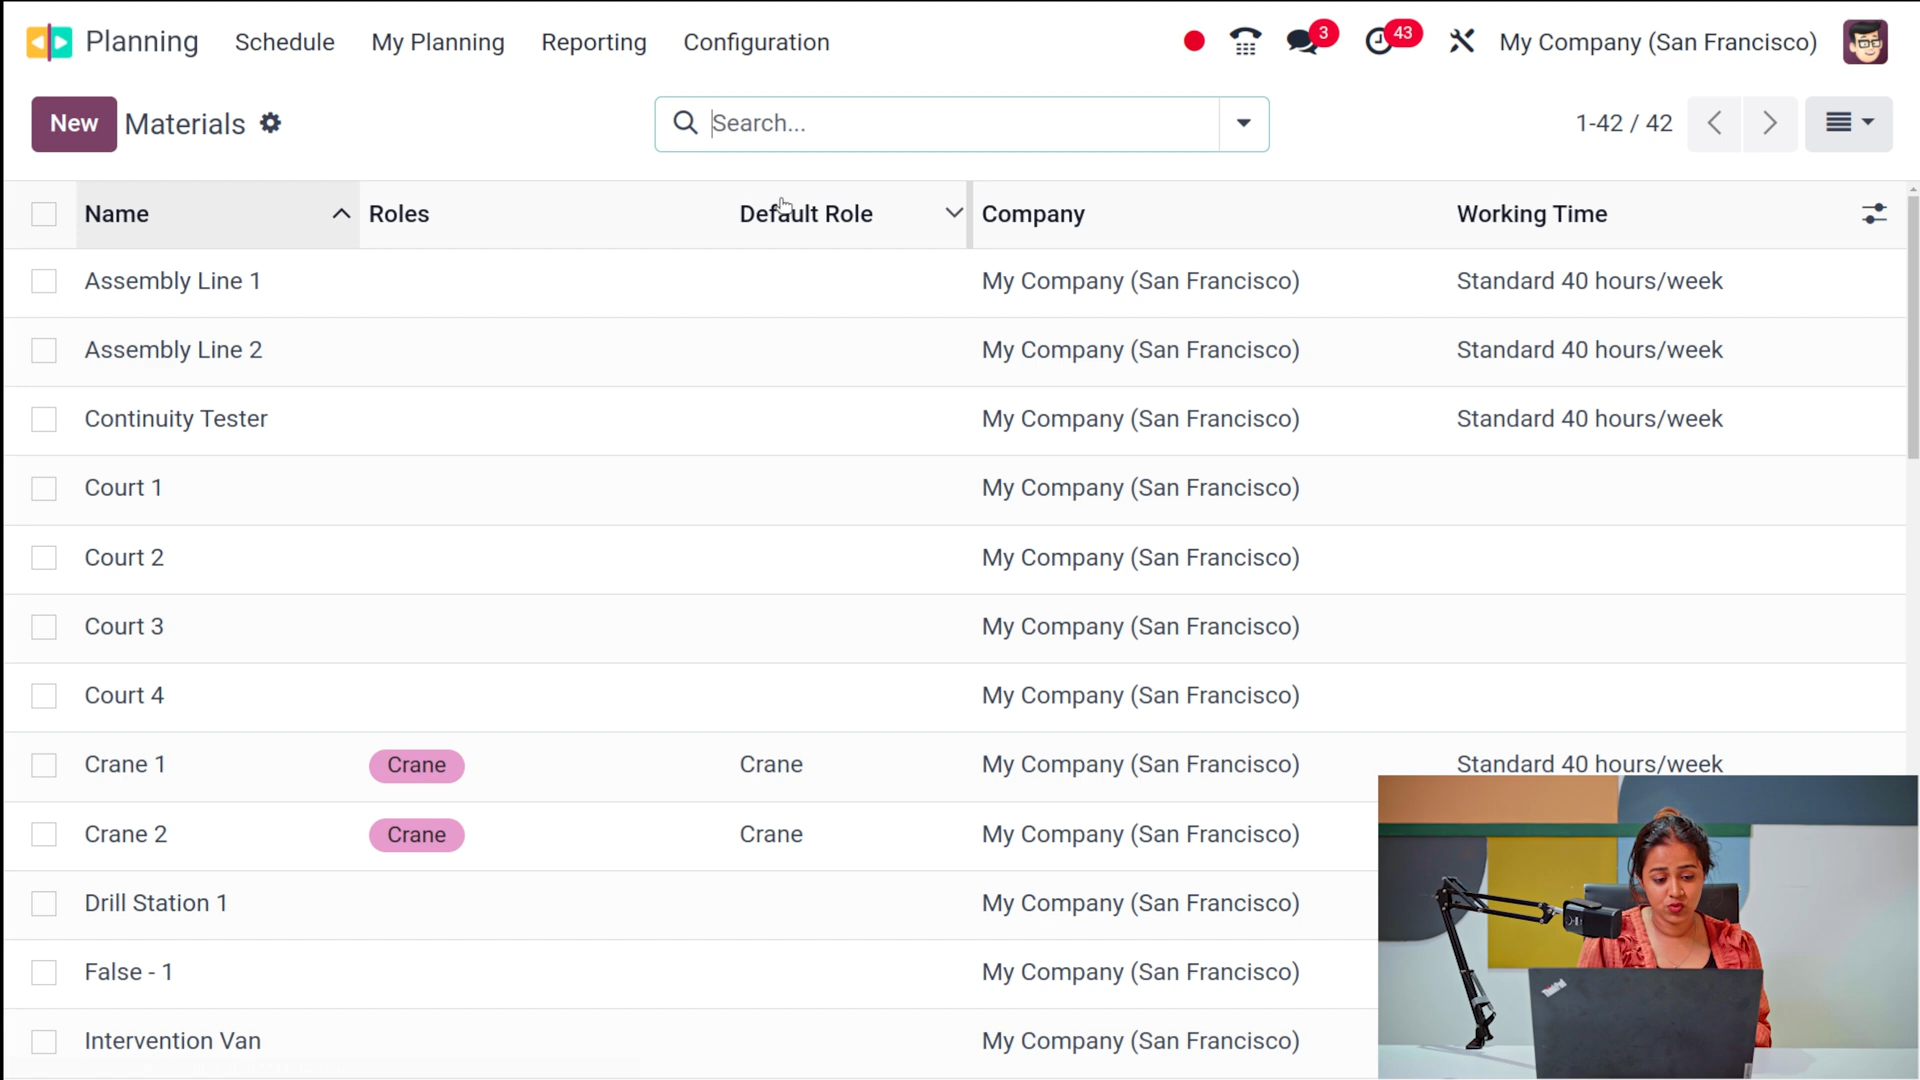 Planning Schedule My Planning Reporting Configuration 3 43 My Company (San Francisco)
New Materials Search... 1-42 / 42
Name Roles Default Role Company Working Time
Assembly Line 1 My Company (San Francisco) Standard 40 hours/week
Assembly Line 2 My Company (San Francisco) Standard 40 hours/week
Continuity Tester My Company (San Francisco) Standard 40 hours/week
Court 1 My Company (San Francisco)
Court 2 My Company (San Francisco)
Court 3 My Company (San Francisco)
Court 4 My Company (San Francisco)
Crane 1 Crane Crane My Company (San Francisco) Standard 40 hours/week
Crane 2 Crane Crane My Company (San Francisco)
Drill Station 1 My Company (San Francisco)
False - 1 My Company (San Francisco)
Intervention Van My Company (San Francisco)
ThinkPad